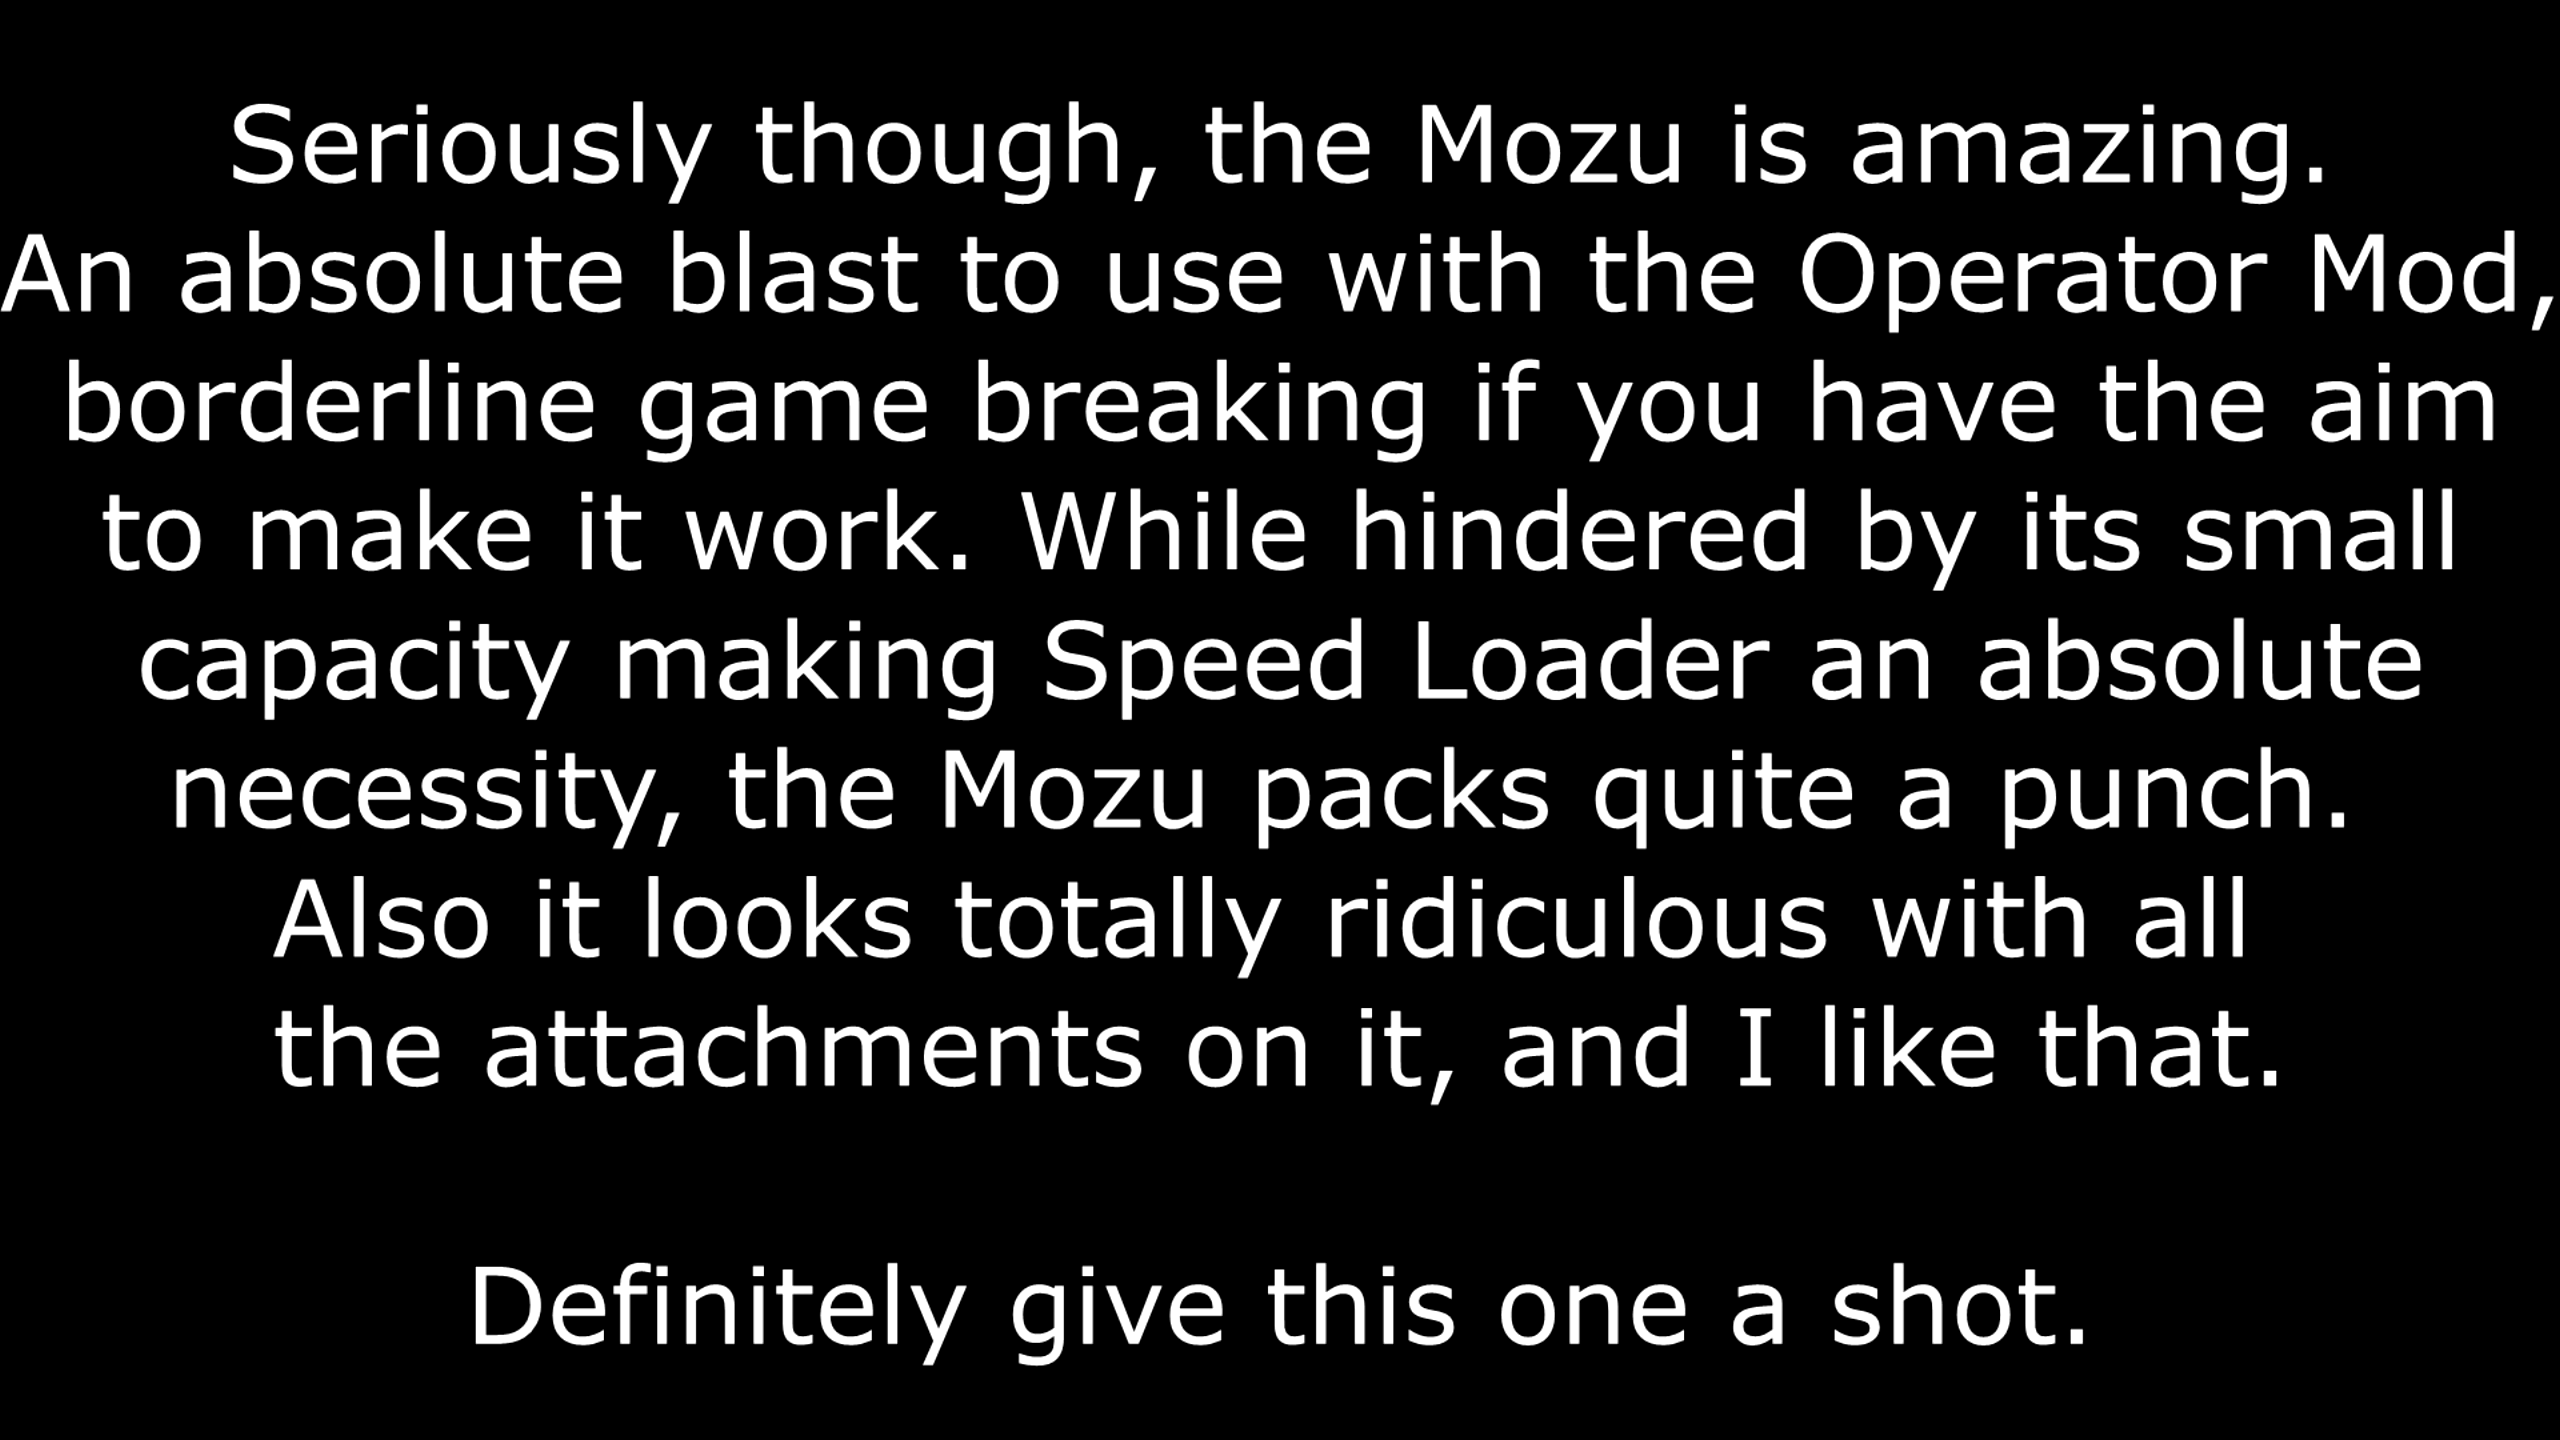 Seriously though, the Mozu is amazing.
An absolute blast to use with the Operator Mod,
borderline game breaking if you have the aim
to make it work. While hindered by its small
capacity making Speed Loader an absolute
necessity, the Mozu packs quite a punch.
Also it looks totally ridiculous with all
the attachments on it, and I like that.
Definitely give this one a shot.